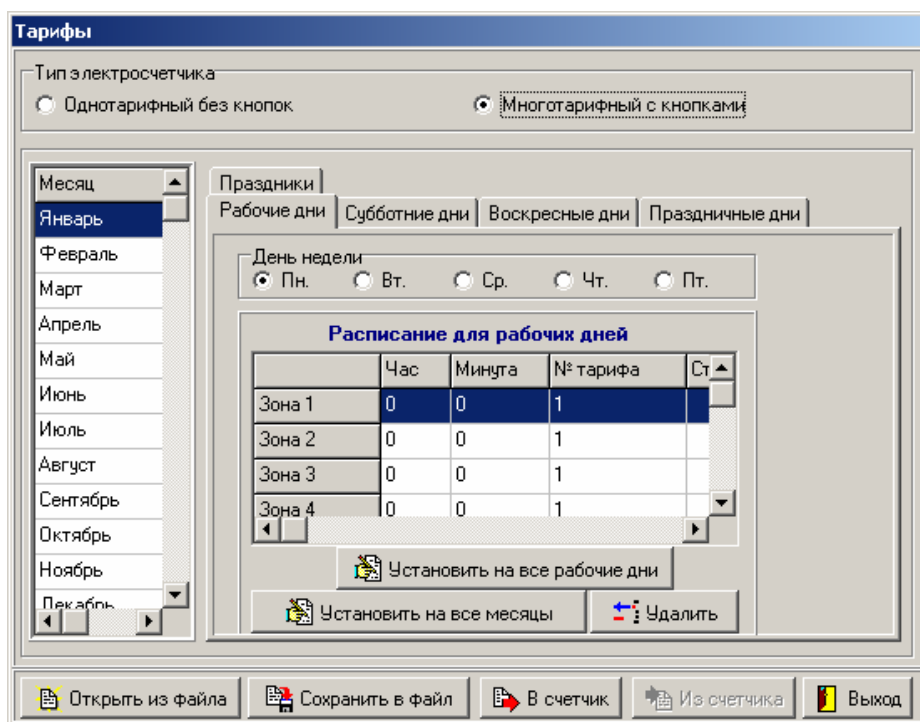 Тарифы
Тип электросчетчика
Однотарифный без кнопок
Многотарифный с кнопками
Месяц
Январь
Февраль
Март
Апрель
Май
Июнь
Июль
Август
Сентябрь
Октябрь
Ноябрь
Декабрь
Праздники
Рабочие дни
Субботние дни
Воскресные дни
Праздничные дни
День недели
Пн. Вт. Ср. Чт. Пт.
Расписание для рабочих дней
Час Минута № тарифа Ст
Зона 1 0 0 1
Зона 2 0 0 1
Зона 3 0 0 1
Зона 4 0 0 1
Установить на все рабочие дни
Установить на все месяцы
Удалить
Открыть из файла
Сохранить в файл
В счетчик
Из счетчика
Выход